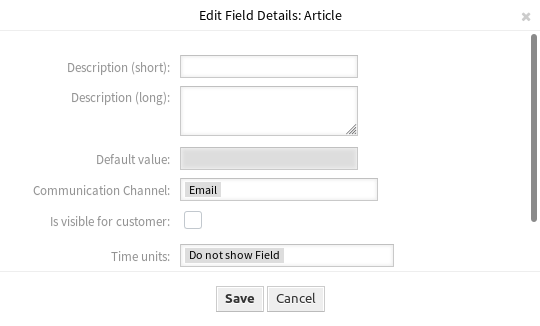 Edit Field Details: Article
Description (short):
Description (long):
Default value:
Communication Channel: Email
Is visible for customer:
Time units: Do not show Field
Save Cancel